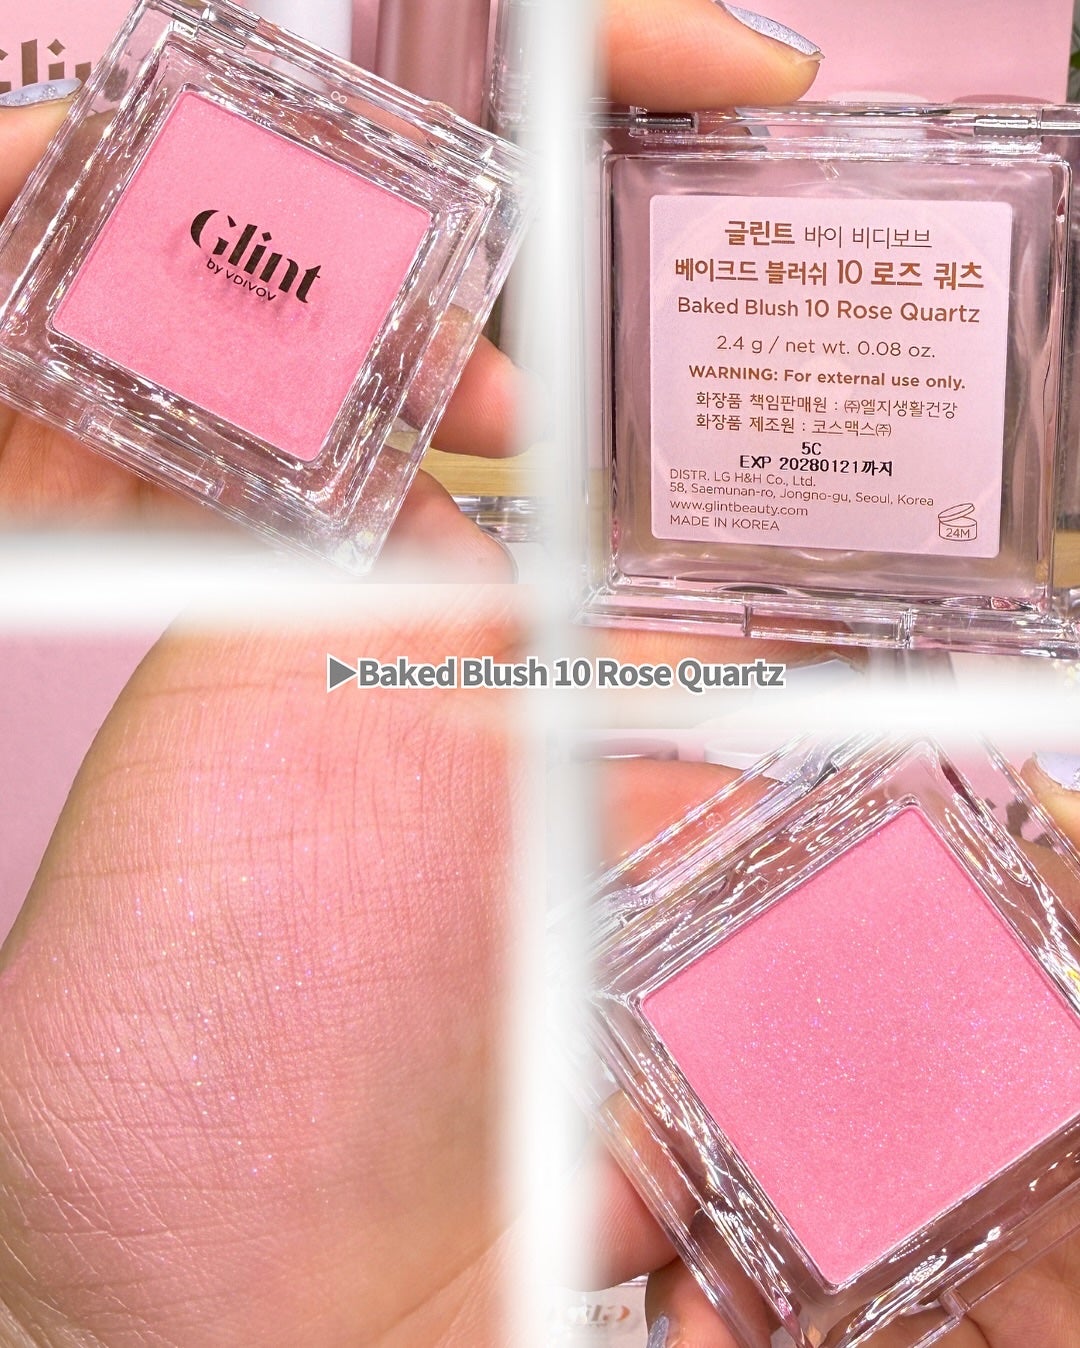 Glint
by VDIVOV
글린트 바이 비디보브
베이크드 블러쉬 10 로즈 쿼츠
Baked Blush 10 Rose Quartz
2.4 g / net wt. 0.08 oz.
WARNING: For external use only.
화장품 책임판매원 : ㈜엘지생활건강
화장품 제조원 : 코스맥스㈜
5C
EXP 20280121까지
DISTR. LG H&H Co., Ltd.
58, Saemunan-ro, Jongno-gu, Seoul, Korea
www.glintbeauty.com
MADE IN KOREA
24M
▶Baked Blush 10 Rose Quartz